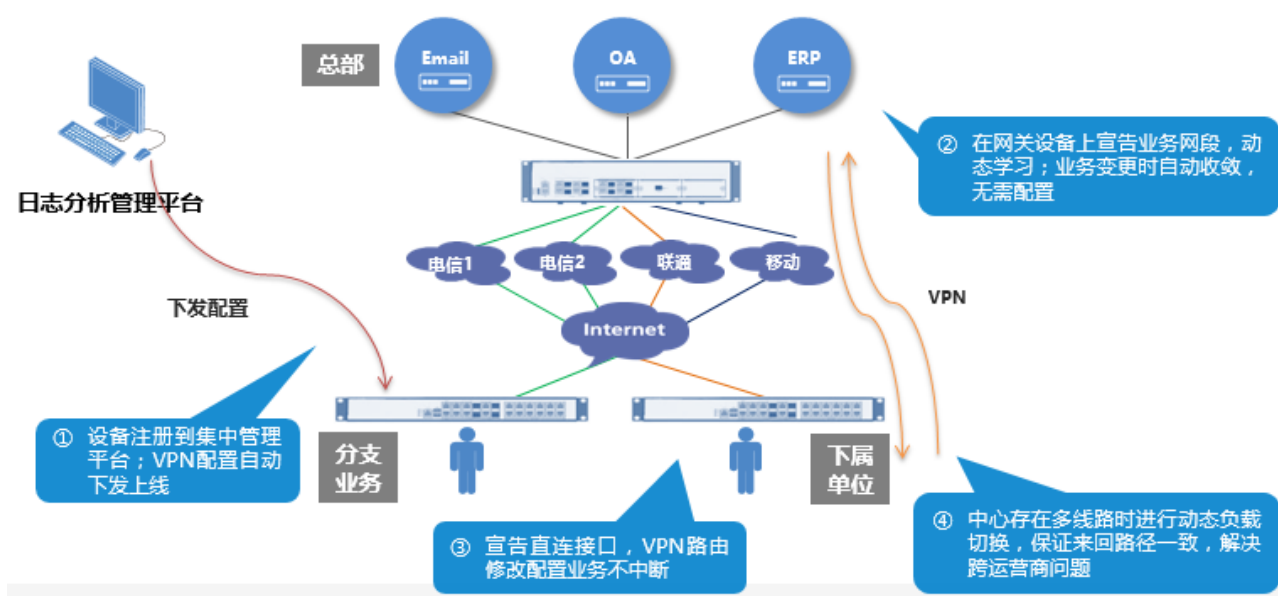 总部
Email
OA
ERP
② 在网关设备上宣告业务网段，动
态学习；业务变更时自动收敛，
无需配置
日志分析管理平台
电信1
电信2
联通
移动
下发配置
VPN
Internet
① 设备注册到集中管理
平台；VPN配置自动
下发上线
分支
业务
下属
单位
③ 宣告直连接口，VPN路由
修改配置业务不中断
④ 中心存在多线路时进行动态负载
切换，保证来回路径一致，解决
跨运营商问题